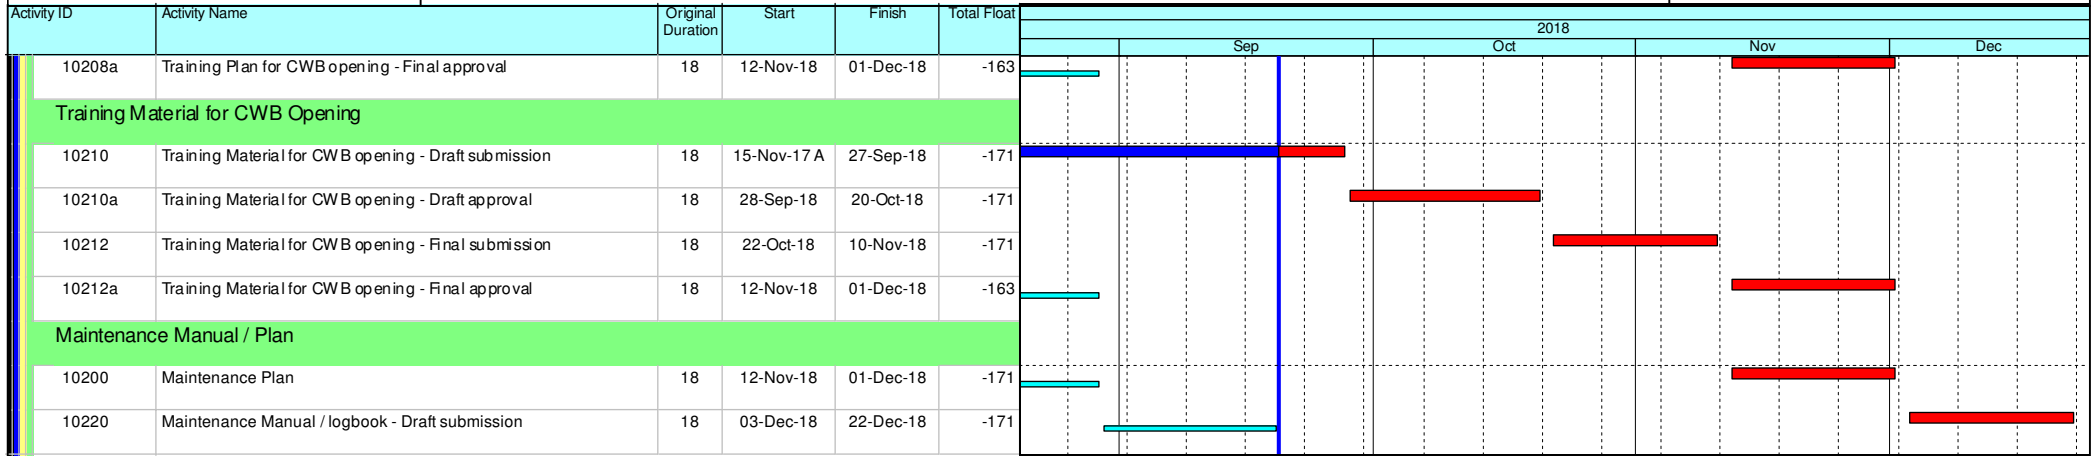 Activity ID Activity Name Original Duration Start Finish Total Float
2018
Sep Oct Nov Dec
10208a Training Plan for CWB opening - Final approval 18 12-Nov-18 01-Dec-18 -163
Training Material for CWB Opening
10210 Training Material for CWB opening - Draft submission 18 15-Nov-17 A 27-Sep-18 -171
10210a Training Material for CWB opening - Draft approval 18 28-Sep-18 20-Oct-18 -171
10212 Training Material for CWB opening - Final submission 18 22-Oct-18 10-Nov-18 -171
10212a Training Material for CWB opening - Final approval 18 12-Nov-18 01-Dec-18 -163
Maintenance Manual / Plan
10200 Maintenance Plan 18 12-Nov-18 01-Dec-18 -171
10220 Maintenance Manual / logbook - Draft submission 18 03-Dec-18 22-Dec-18 -171